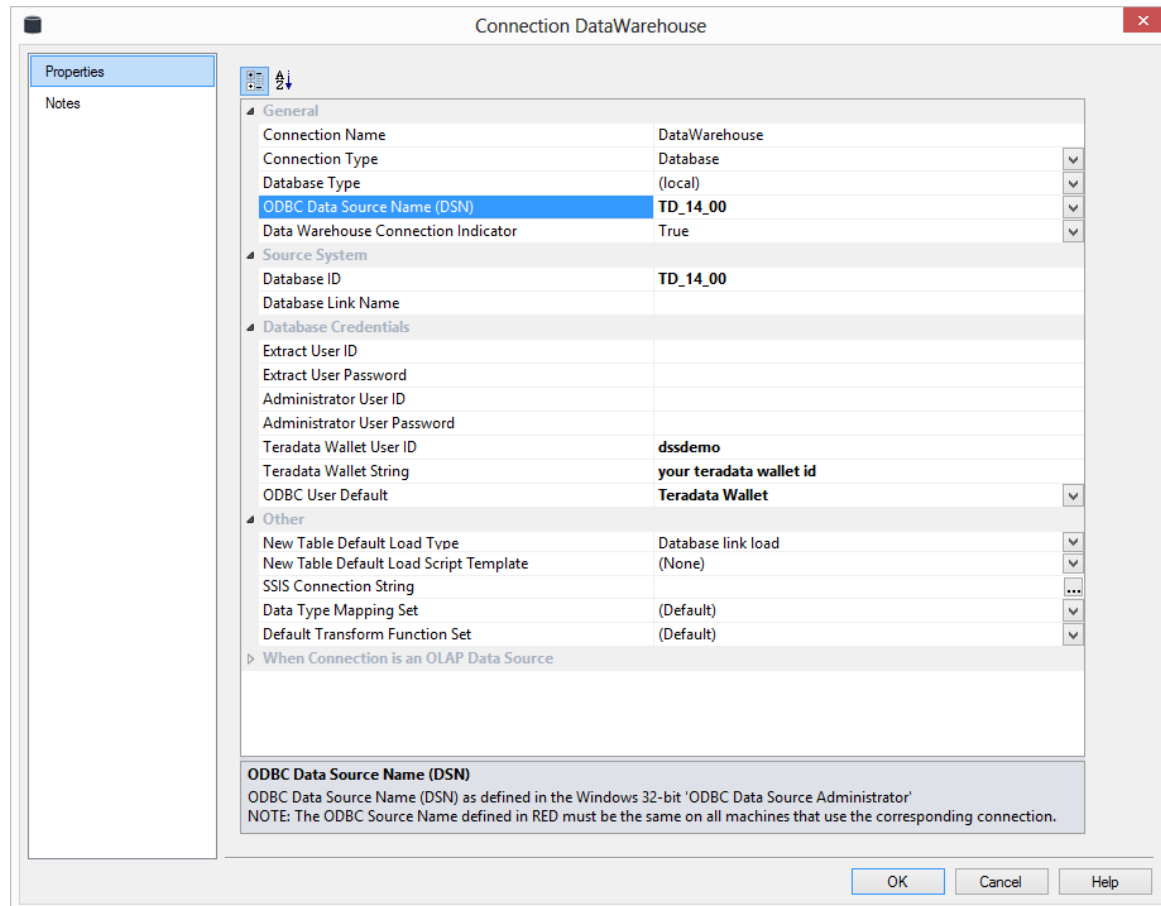 Connection DataWarehouse
Properties
Notes
General
Connection Name DataWarehouse
Connection Type Database
Database Type (local)
ODBC Data Source Name (DSN) TD_14_00
Data Warehouse Connection Indicator True
Source System
Database ID TD_14_00
Database Link Name
Database Credentials
Extract User ID
Extract User Password
Administrator User ID
Administrator User Password
Teradata Wallet User ID dssdemo
Teradata Wallet String your teradata wallet id
ODBC User Default Teradata Wallet
Other
New Table Default Load Type Database link load
New Table Default Load Script Template (None)
SSIS Connection String ...
Data Type Mapping Set (Default)
Default Transform Function Set (Default)
When Connection is an OLAP Data Source
ODBC Data Source Name (DSN)
ODBC Data Source Name (DSN) as defined in the Windows 32-bit 'ODBC Data Source Administrator'
NOTE: The ODBC Source Name defined in RED must be the same on all machines that use the corresponding connection.
OK Cancel Help